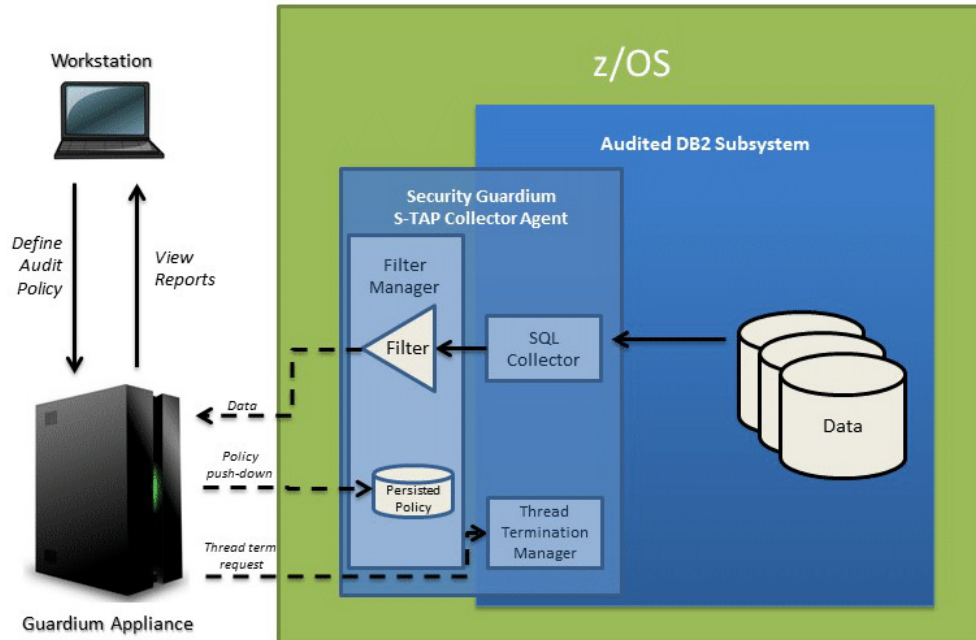 Workstation
z/OS
Audited DB2 Subsystem
Security Guardium
S-TAP Collector Agent
Define
Audit
Policy
View
Reports
Filter
Manager
Filter
SQL
Collector
Data
Data
Policy
push-down
Persisted
Policy
Thread
Termination
Manager
Thread term
request
Guardium Appliance